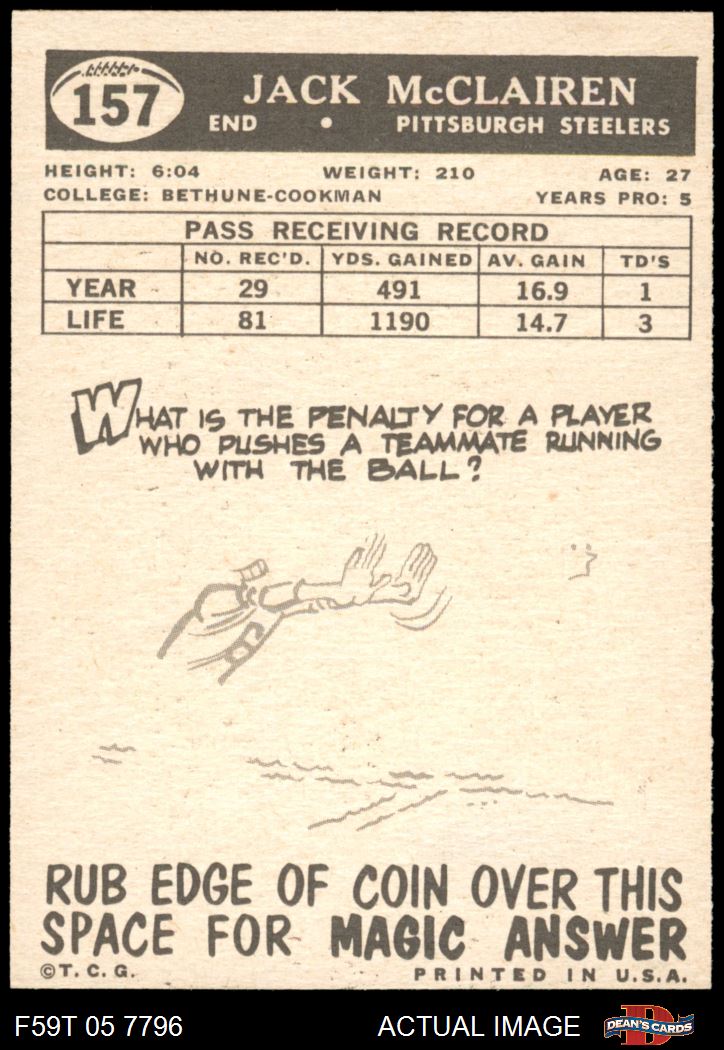 157
JACK McCLAIREN
END • PITTSBURGH STEELERS
HEIGHT: 6:04 WEIGHT: 210 AGE: 27
COLLEGE: BETHUNE-COOKMAN YEARS PRO: 5
PASS RECEIVING RECORD
NO. REC'D. YDS. GAINED AV. GAIN TD'S
YEAR 29 491 16.9 1
LIFE 81 1190 14.7 3
WHAT IS THE PENALTY FOR A PLAYER
WHO PUSHES A TEAMMATE RUNNING
WITH THE BALL?
RUB EDGE OF COIN OVER THIS
SPACE FOR MAGIC ANSWER
©T.C.G. PRINTED IN U.S.A.
F59T 05 7796 ACTUAL IMAGE D DEAN'S CARDS